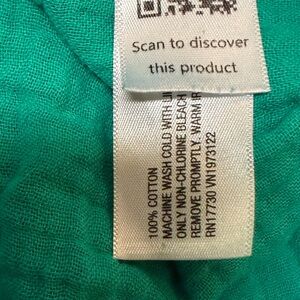 Scan to discover
this product
100% COTTON
MACHINE WASH COLD WITH
ONLY NON-CHLORINE BLEACH
REMOVE PROMPTLY. WARM
RN17730 VN1973122